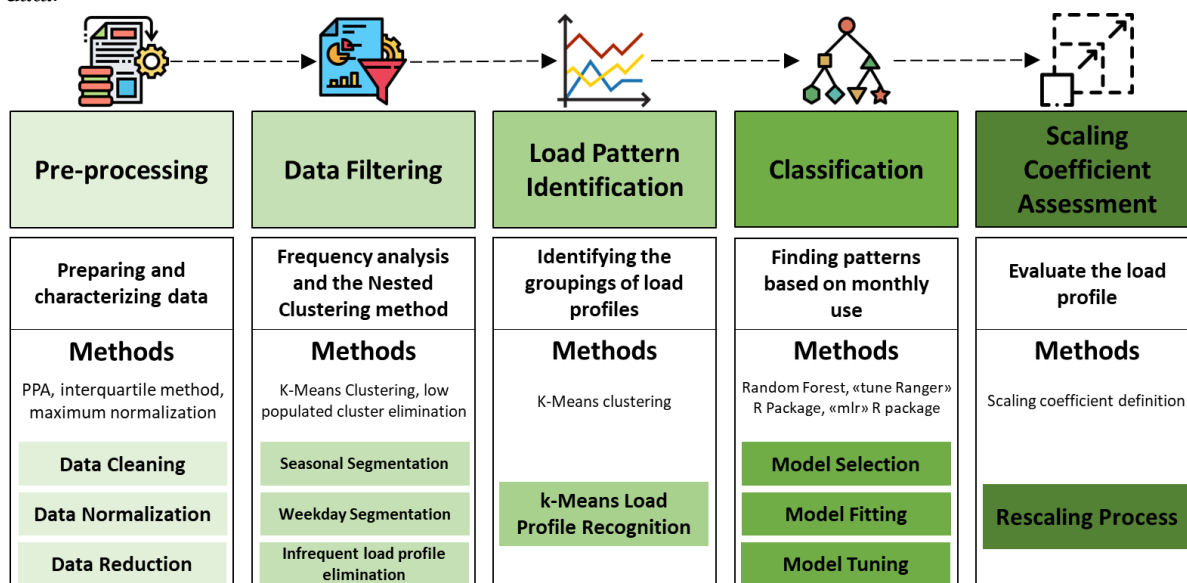 Pre-processing
Data Filtering
Load Pattern
Identification
Classification
Scaling
Coefficient
Assessment
Preparing and
characterizing data
Frequency analysis
and the Nested
Clustering method
Identifying the
groupings of load
profiles
Finding patterns
based on monthly
use
Evaluate the load
profile
Methods
PPA, interquartile method,
maximum normalization
Methods
K-Means Clustering, low
populated cluster elimination
Methods
K-Means clustering
Methods
Random Forest, «tune Ranger»
R Package, «mlr» R package
Methods
Scaling coefficient definition
Data Cleaning
Data Normalization
Data Reduction
Seasonal Segmentation
Weekday Segmentation
Infrequent load profile
elimination
k-Means Load
Profile Recognition
Model Selection
Model Fitting
Model Tuning
Rescaling Process